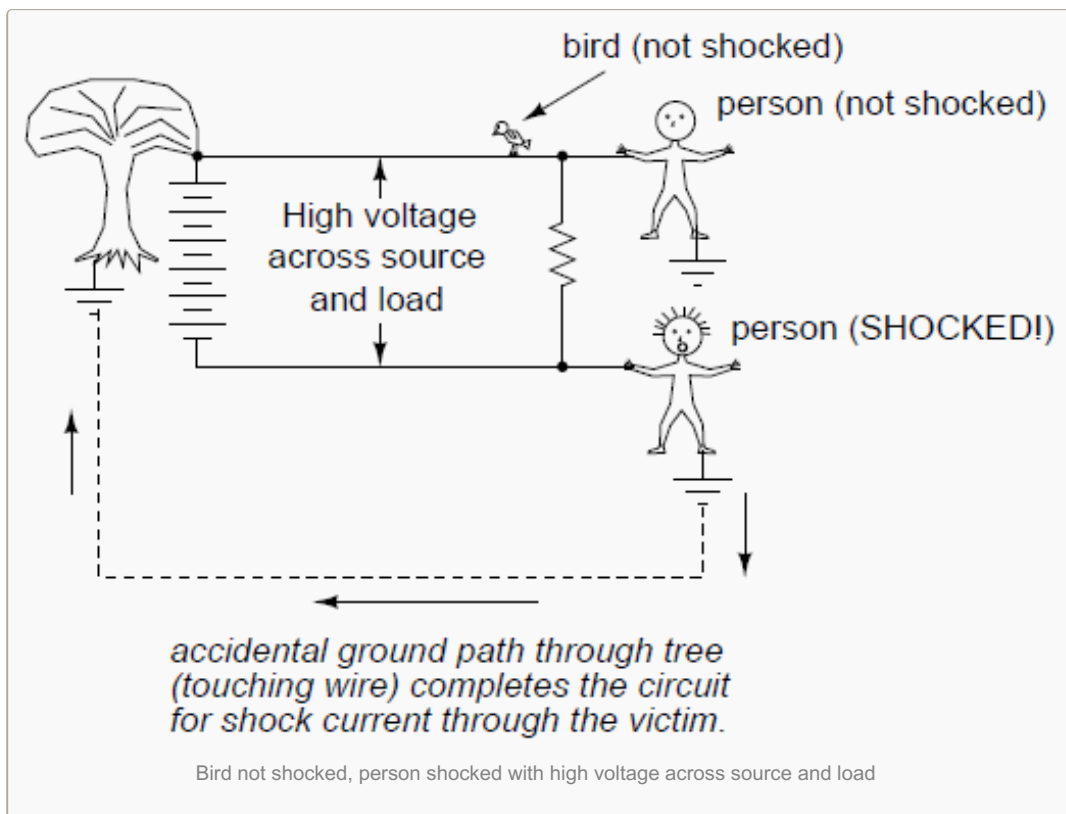 bird (not shocked)
person (not shocked)
High voltage
across source
and load
person (SHOCKED!)
accidental ground path through tree
(touching wire) completes the circuit
for shock current through the victim.
Bird not shocked, person shocked with high voltage across source and load